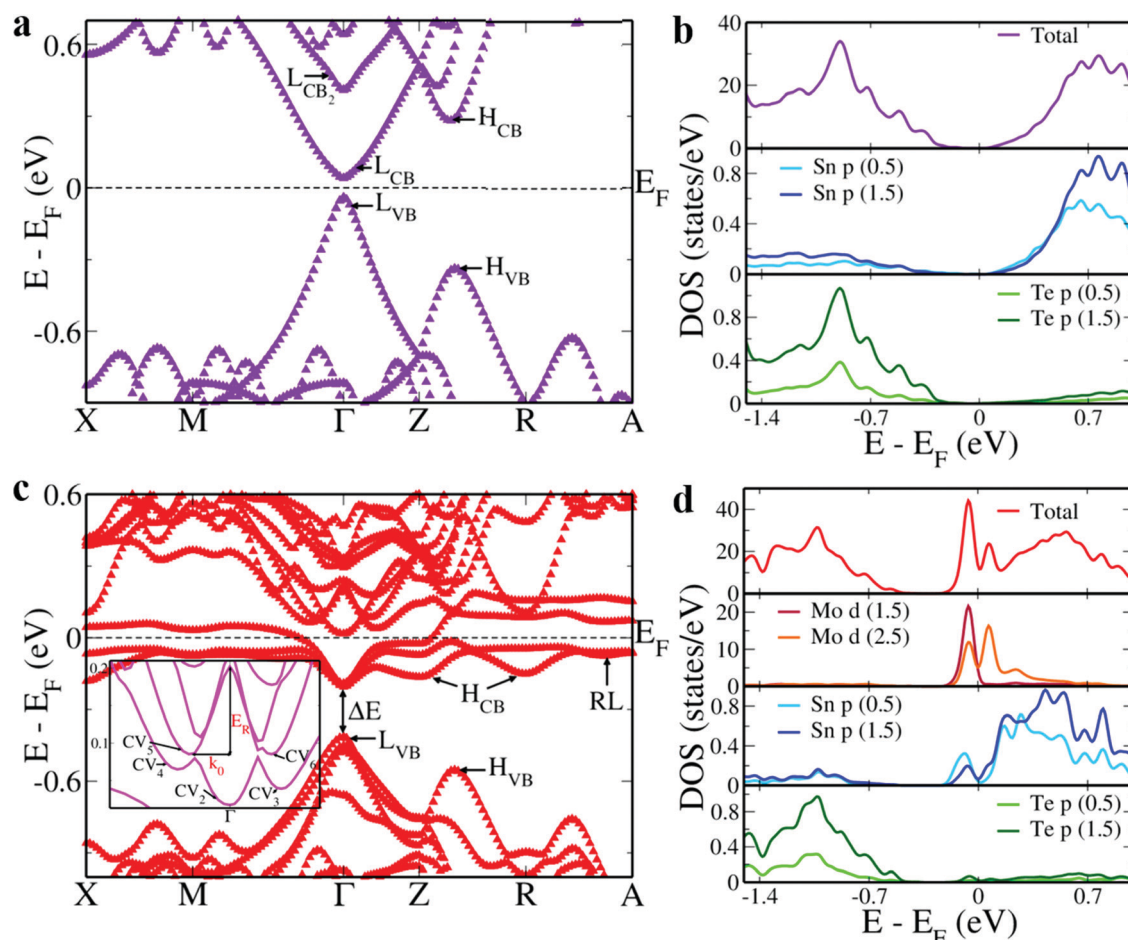 a
E - E_F (eV)
0.6
0
-0.6
L_CB2
H_CB
L_CB
E_F
L_VB
H_VB
X M Γ Z R A
b
DOS (states/eV)
40
20
0
Total
0.8
0.4
0
Sn p (0.5)
Sn p (1.5)
0.8
0.4
0
Te p (0.5)
Te p (1.5)
-1.4 -0.7 0 0.7
E - E_F (eV)
c
E - E_F (eV)
0.6
0
-0.6
E_F
H_CB
RL
ΔE
L_VB
H_VB
0.2
0.1
E_R
CV_5
k_0
CV_6
CV_4
CV_2
CV_3
Γ
X M Γ Z R A
d
DOS (states/eV)
40
20
0
Total
20
10
0
Mo d (1.5)
Mo d (2.5)
0.8
0.4
0
Sn p (0.5)
Sn p (1.5)
0.8
0.4
0
Te p (0.5)
Te p (1.5)
-1.4 -0.7 0 0.7
E - E_F (eV)